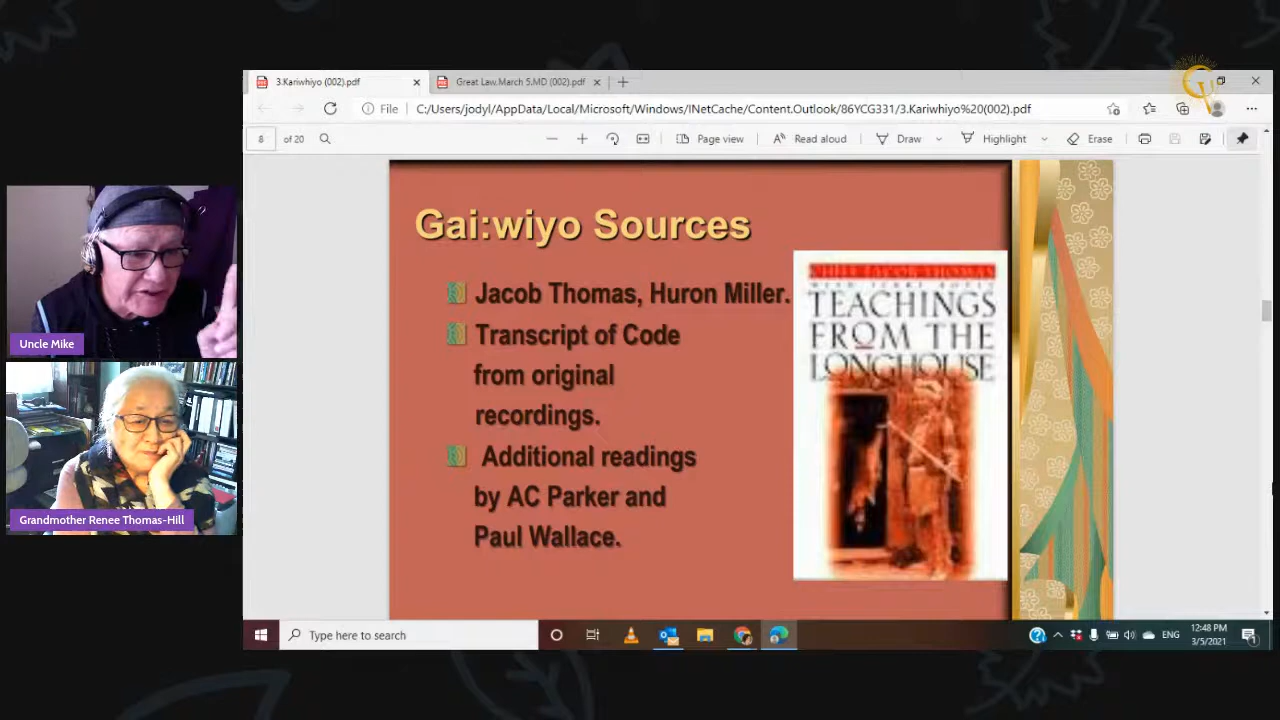 3.Kariwhiyo (002).pdf
Great Law.March 5.MD (002).pdf
File
C:/Users/jodyl/AppData/Local/Microsoft/Windows/INetCache/Content.Outlook/86YCG331/3.Kariwhiyo%20(002).pdf
8 of 20
Page view
Read aloud
Draw
Highlight
Erase
Gai:wiyo Sources
Jacob Thomas, Huron Miller.
Transcript of Code
from original
recordings.
Additional readings
by AC Parker and
Paul Wallace.
CHIEF JACOB THOMAS
TEACHINGS
FROM THE
LONGHOUSE
Uncle Mike
Grandmother Renee Thomas-Hill
Type here to search
ENG
12:48 PM
3/5/2021